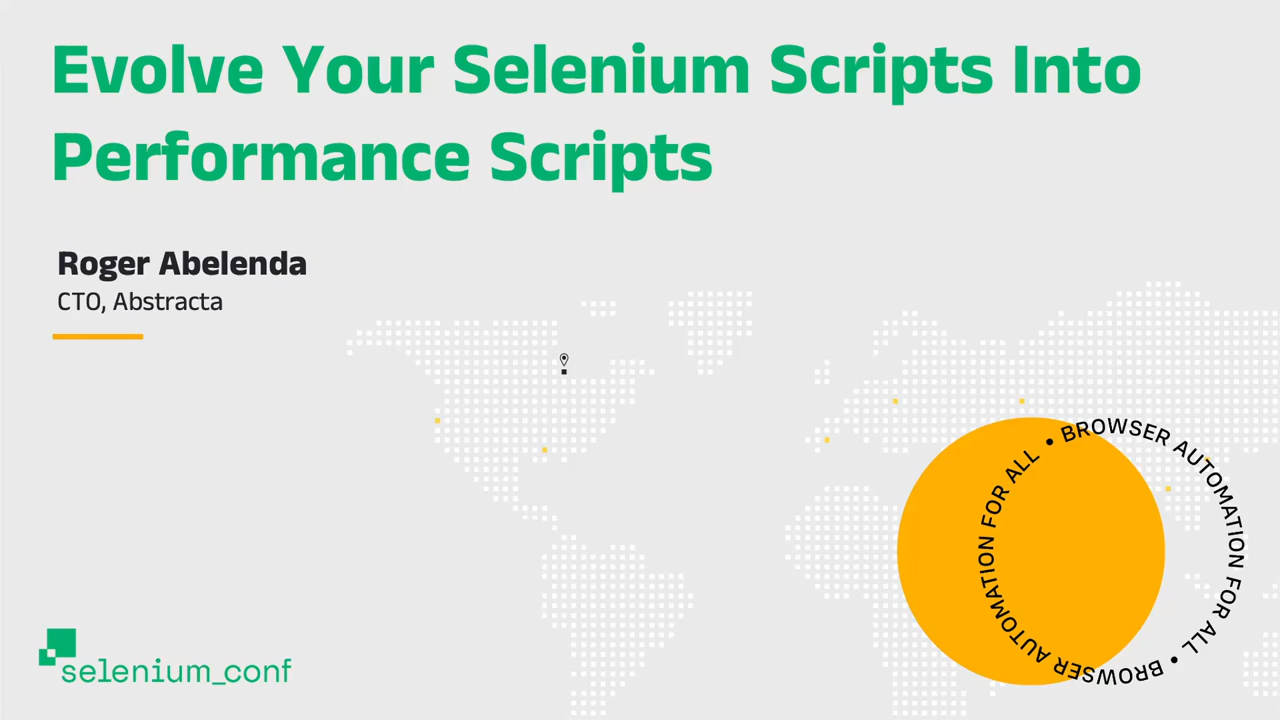 Evolve Your Selenium Scripts Into
Performance Scripts
Roger Abelenda
CTO, Abstracta
• BROWSER AUTOMATION FOR ALL • BROWSER AUTOMATION FOR ALL
selenium_conf